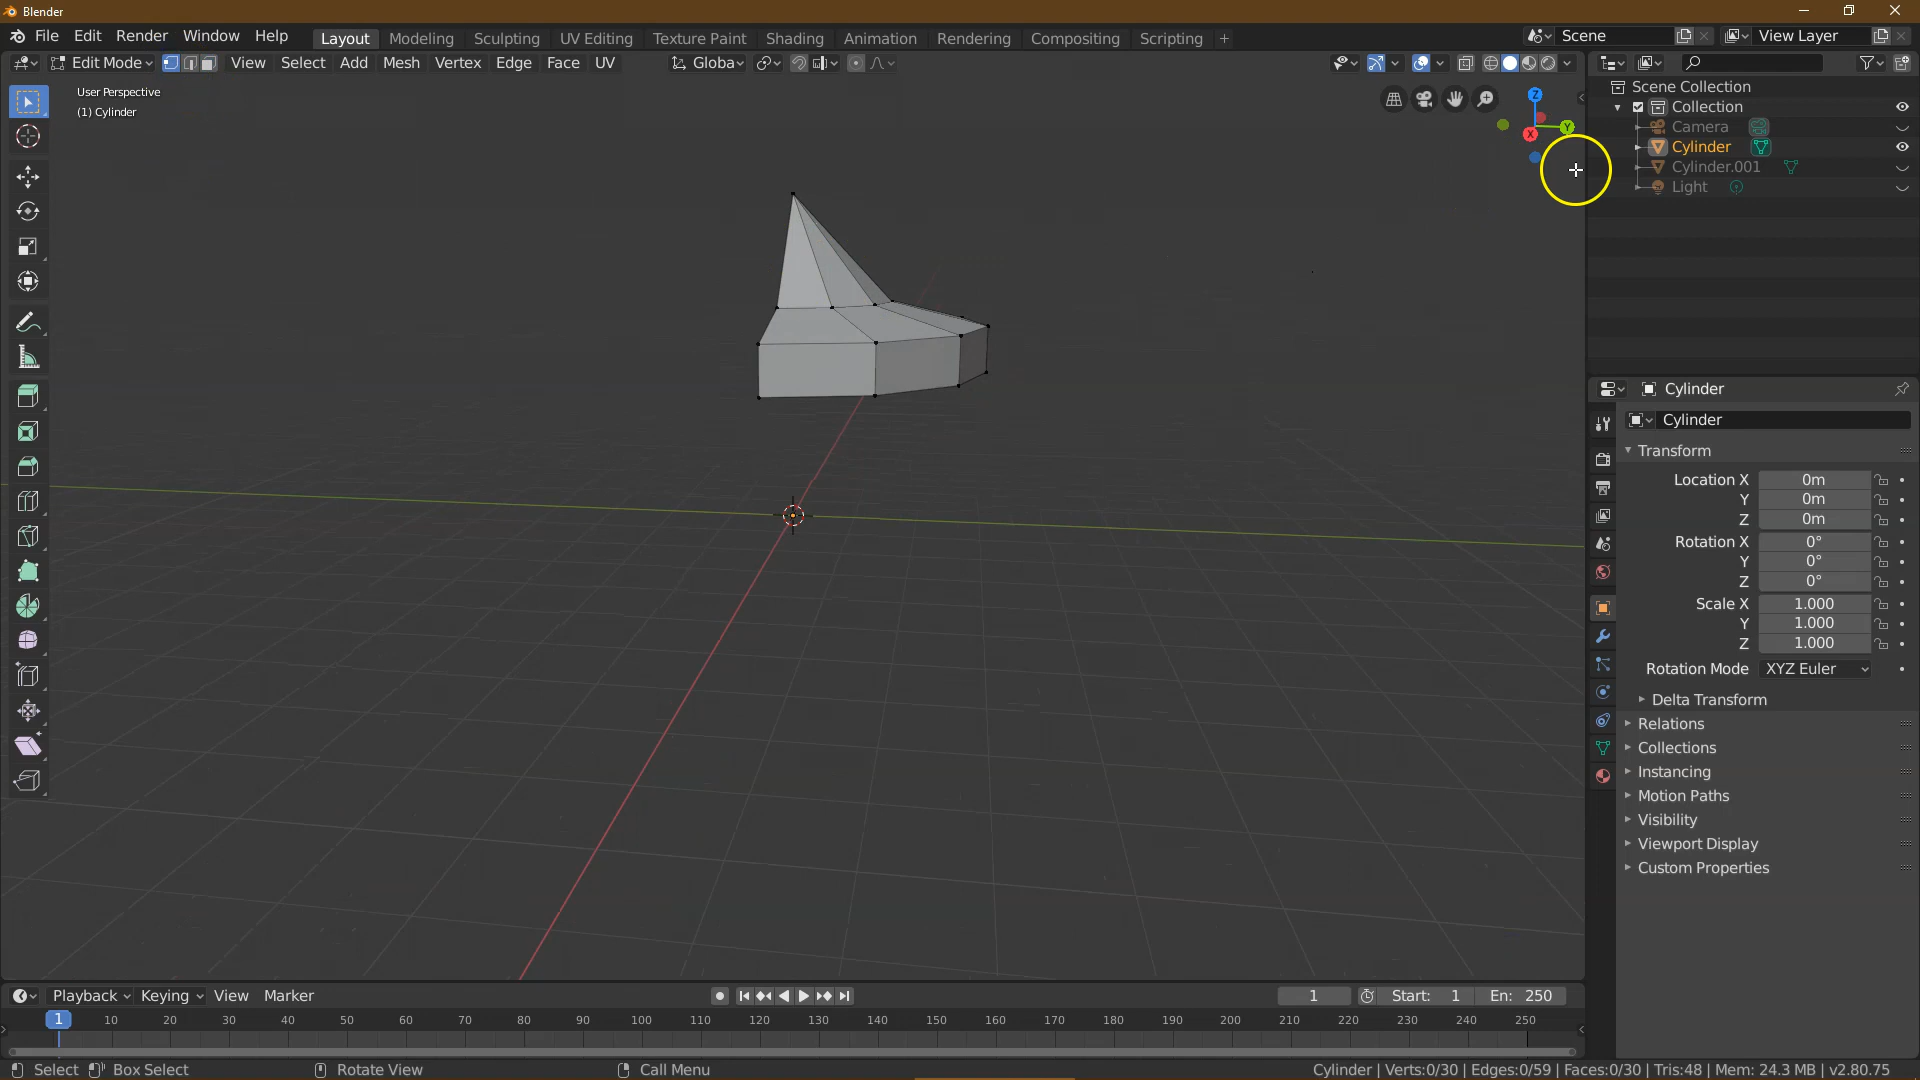 Blender
File Edit Render Window Help
Layout Modeling Sculpting UV Editing Texture Paint Shading Animation Rendering Compositing Scripting +
Scene
View Layer
Edit Mode View Select Add Mesh Vertex Edge Face UV
Globa
User Perspective
(1) Cylinder
Z
Y
X
Scene Collection
Collection
Camera
Cylinder
Cylinder.001
Light
Cylinder
Cylinder
Transform
Location X 0m
Y 0m
Z 0m
Rotation X 0°
Y 0°
Z 0°
Scale X 1.000
Y 1.000
Z 1.000
Rotation Mode XYZ Euler
Delta Transform
Relations
Collections
Instancing
Motion Paths
Visibility
Viewport Display
Custom Properties
Playback Keying View Marker
1 Start: 1 En: 250
1 10 20 30 40 50 60 70 80 90 100 110 120 130 140 150 160 170 180 190 200 210 220 230 240 250
Select Box Select Rotate View Call Menu
Cylinder | Verts:0/30 | Edges:0/59 | Faces:0/30 | Tris:48 | Mem: 24.3 MB | v2.80.75